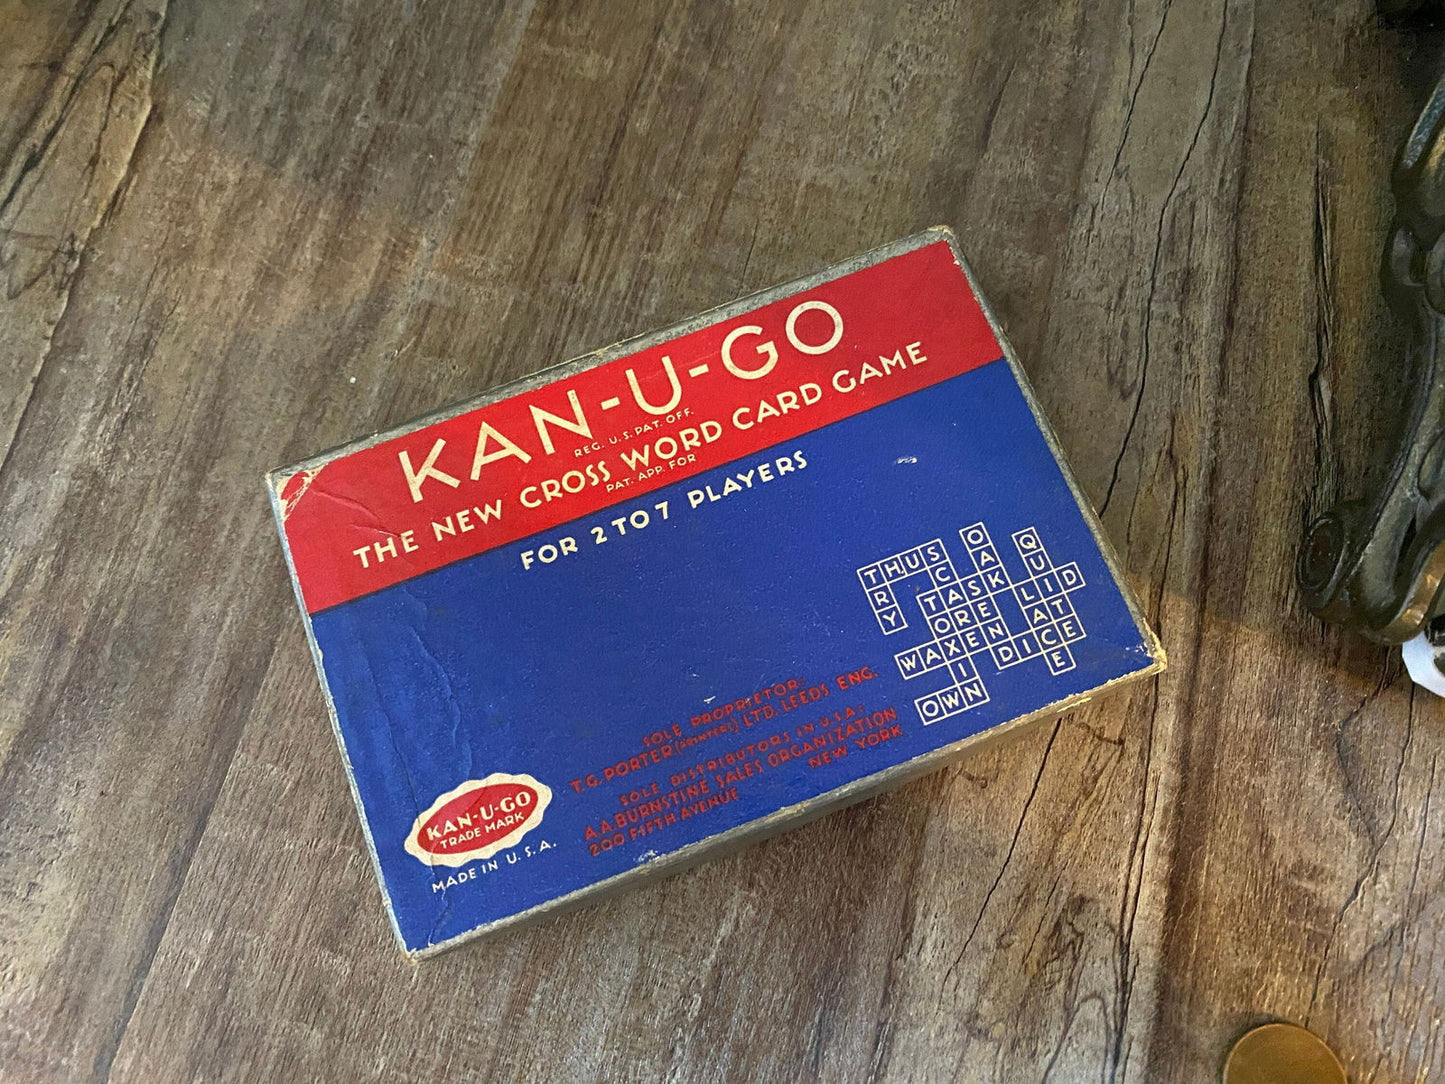 KAN-U-GO
REG. U.S. PAT. OFF.
THE NEW CROSS WORD CARD GAME
PAT. APP. FOR
FOR 2 TO 7 PLAYERS
THUS
TRY
OAK
TASK
ORE
WAX
DICE
OWN
SOLE PROPRIETOR:
T.G. PORTER (PRINTERS) LTD. LEEDS ENG.
SOLE DISTRIBUTORS IN U.S.A:
A.A. BURNSTINE SALES ORGANIZATION
200 FIFTH AVENUE NEW YORK
KAN-U-GO
TRADE MARK
MADE IN U.S.A.